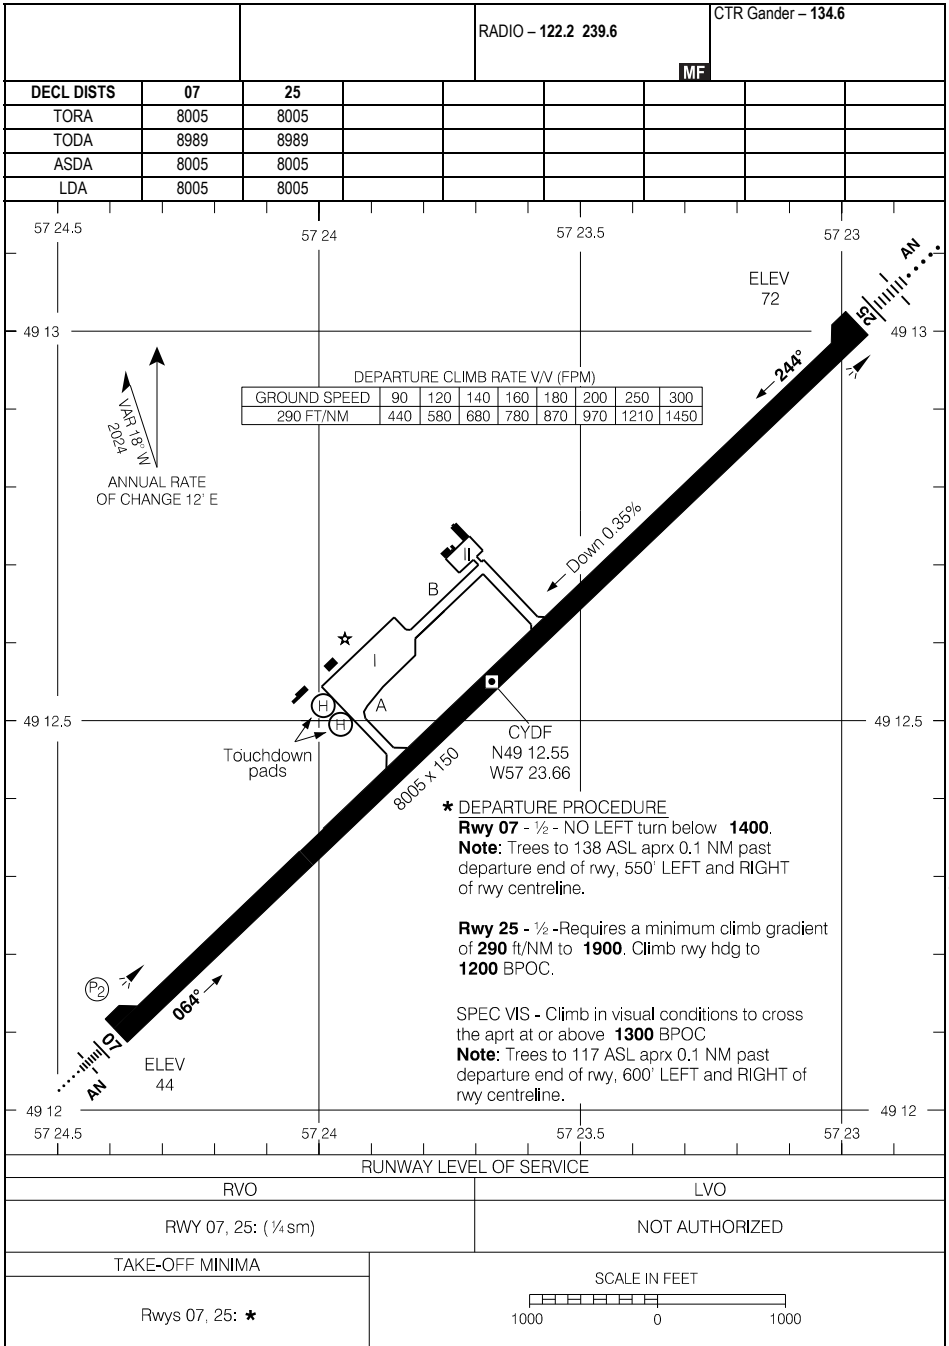 RADIO – 122.2 239.6
MF
CTR Gander – 134.6
DECL DISTS 07 25
TORA 8005 8005
TODA 8989 8989
ASDA 8005 8005
LDA 8005 8005
57 24.5 57 24 57 23.5 57 23
AN
ELEV
72
25
49 13 49 13
244°
DEPARTURE CLIMB RATE V/V (FPM)
GROUND SPEED 90 120 140 160 180 200 250 300
290 FT/NM 440 580 680 780 870 970 1210 1450
VAR 18° W
2024
ANNUAL RATE
OF CHANGE 12' E
Down 0.35%
II
B
I
A
H
H
49 12.5 49 12.5
Touchdown
pads
CYDF
N49 12.55
W57 23.66
8005 x 150
* DEPARTURE PROCEDURE
Rwy 07 - ½ - NO LEFT turn below 1400.
Note: Trees to 138 ASL aprx 0.1 NM past
departure end of rwy, 550' LEFT and RIGHT
of rwy centreline.
Rwy 25 - ½ -Requires a minimum climb gradient
of 290 ft/NM to 1900. Climb rwy hdg to
1200 BPOC.
SPEC VIS - Climb in visual conditions to cross
the aprt at or above 1300 BPOC
Note: Trees to 117 ASL aprx 0.1 NM past
departure end of rwy, 600' LEFT and RIGHT of
rwy centreline.
P2
064°
07
AN
ELEV
44
49 12 49 12
57 24.5 57 24 57 23.5 57 23
RUNWAY LEVEL OF SERVICE
RVO LVO
RWY 07, 25: (¼ sm) NOT AUTHORIZED
TAKE-OFF MINIMA
Rwys 07, 25: *
SCALE IN FEET
1000 0 1000